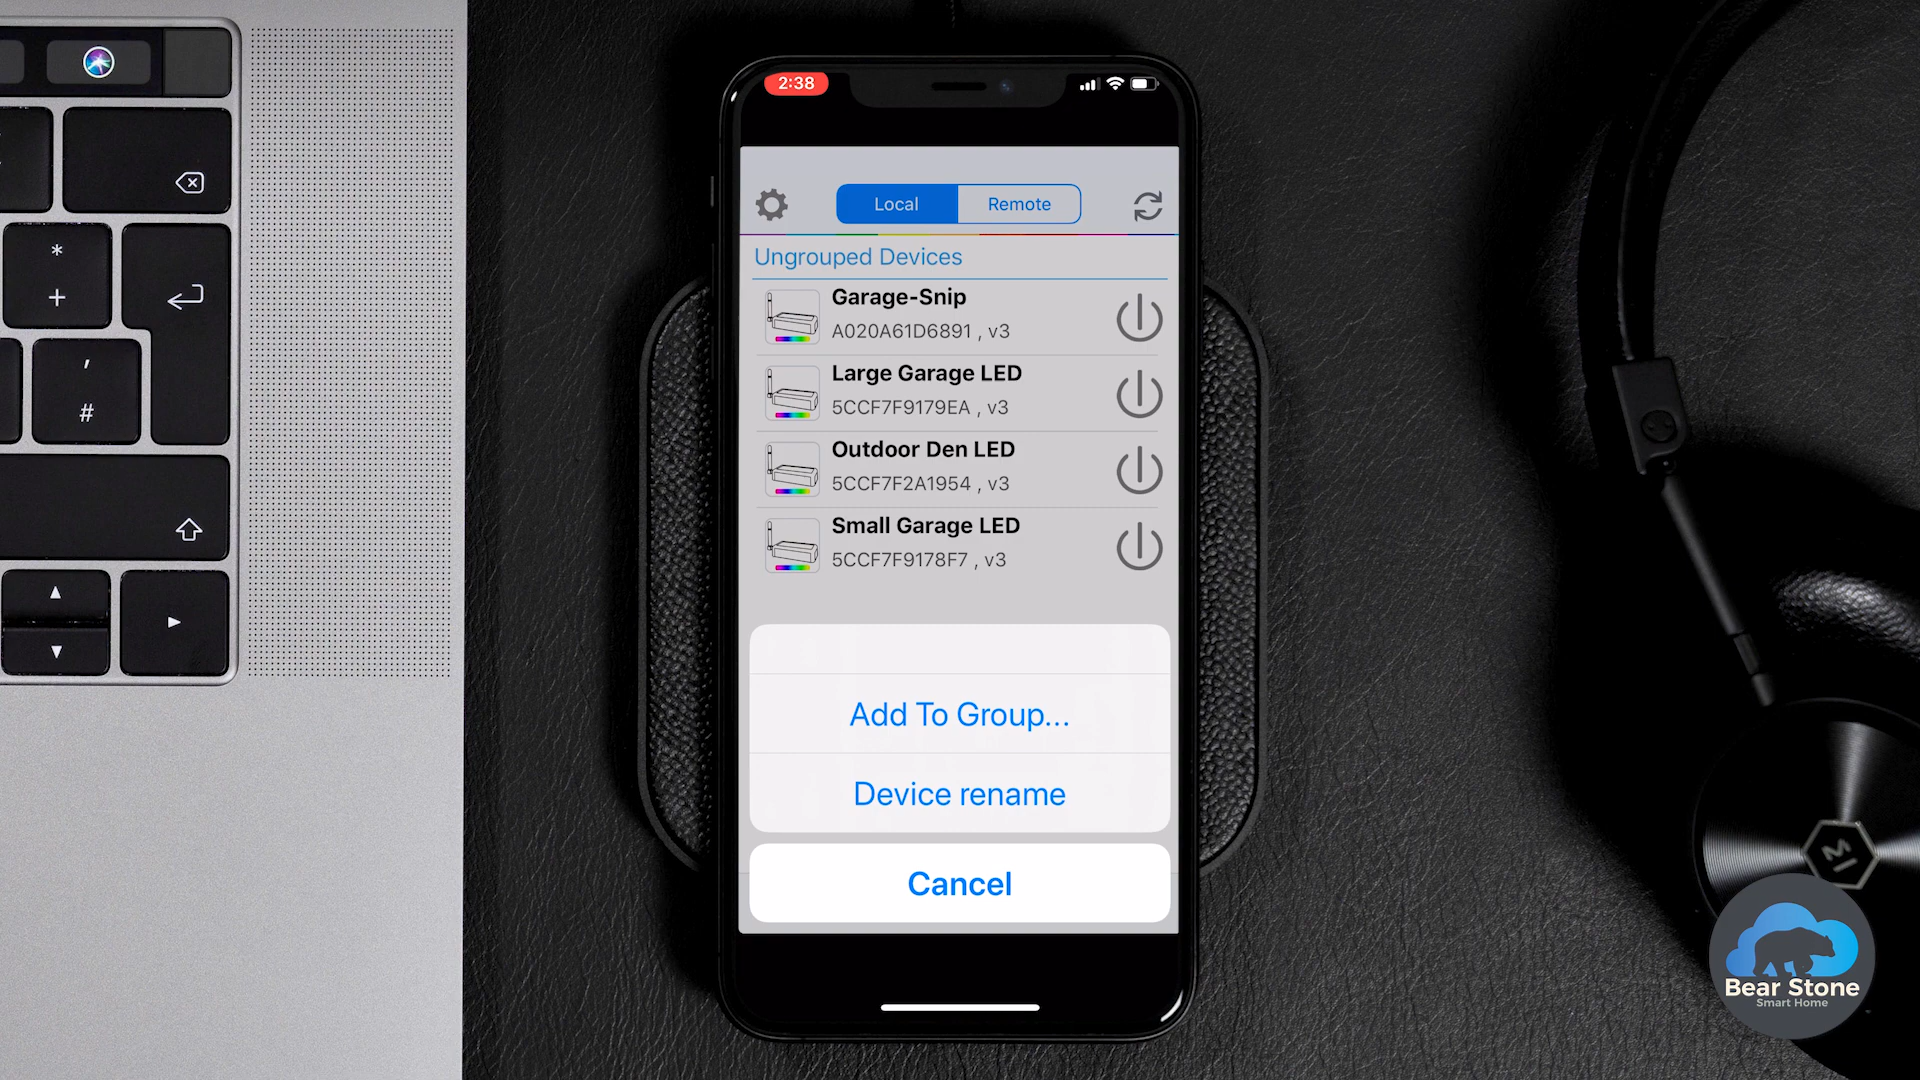 2:38
Local
Remote
Ungrouped Devices
Garage-Snip
A020A61D6891 , v3
Large Garage LED
5CCF7F9179EA , v3
Outdoor Den LED
5CCF7F2A1954 , v3
Small Garage LED
5CCF7F9178F7 , v3
Add To Group...
Device rename
Cancel
*
+
'
#
Bear Stone
Smart Home